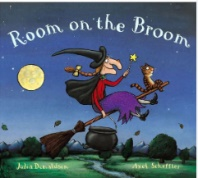 Room on the Broom
Julia Donaldson Axel Scheffler